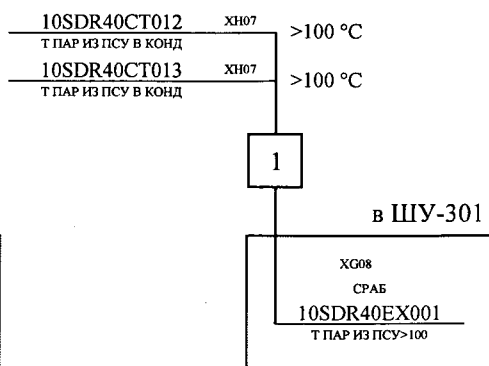 10SDR40CT012 XH07 >100 °C
Т ПАР ИЗ ПСУ В КОНД
10SDR40CT013 XH07 >100 °C
Т ПАР ИЗ ПСУ В КОНД
1
в ШУ-301
XG08
СРАБ
10SDR40EX001
Т ПАР ИЗ ПСУ>100